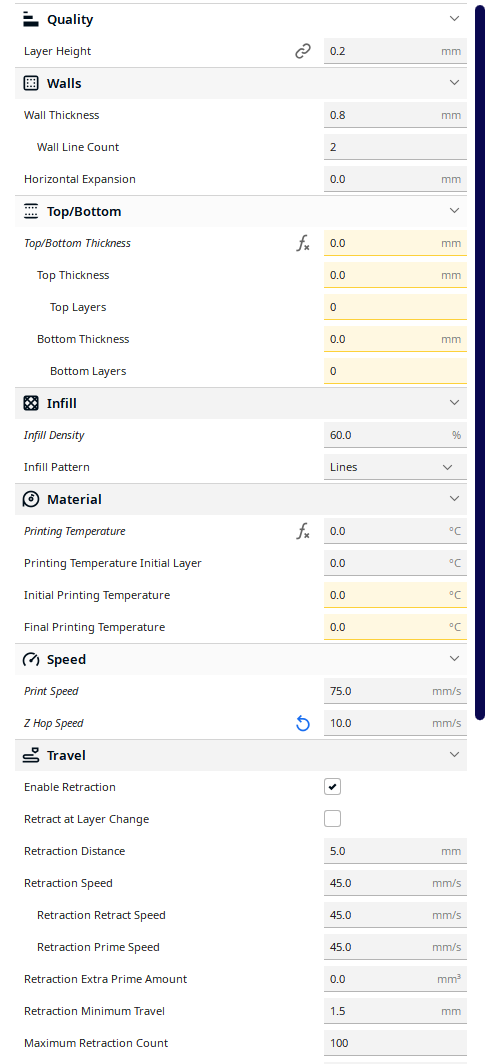 Quality
Layer Height 0.2 mm
Walls
Wall Thickness 0.8 mm
Wall Line Count 2
Horizontal Expansion 0.0 mm
Top/Bottom
Top/Bottom Thickness fx 0.0 mm
Top Thickness 0.0 mm
Top Layers 0
Bottom Thickness 0.0 mm
Bottom Layers 0
Infill
Infill Density 60.0 %
Infill Pattern Lines
Material
Printing Temperature fx 0.0 °C
Printing Temperature Initial Layer 0.0 °C
Initial Printing Temperature 0.0 °C
Final Printing Temperature 0.0 °C
Speed
Print Speed 75.0 mm/s
Z Hop Speed 10.0 mm/s
Travel
Enable Retraction
Retract at Layer Change
Retraction Distance 5.0 mm
Retraction Speed 45.0 mm/s
Retraction Retract Speed 45.0 mm/s
Retraction Prime Speed 45.0 mm/s
Retraction Extra Prime Amount 0.0 mm³
Retraction Minimum Travel 1.5 mm
Maximum Retraction Count 100